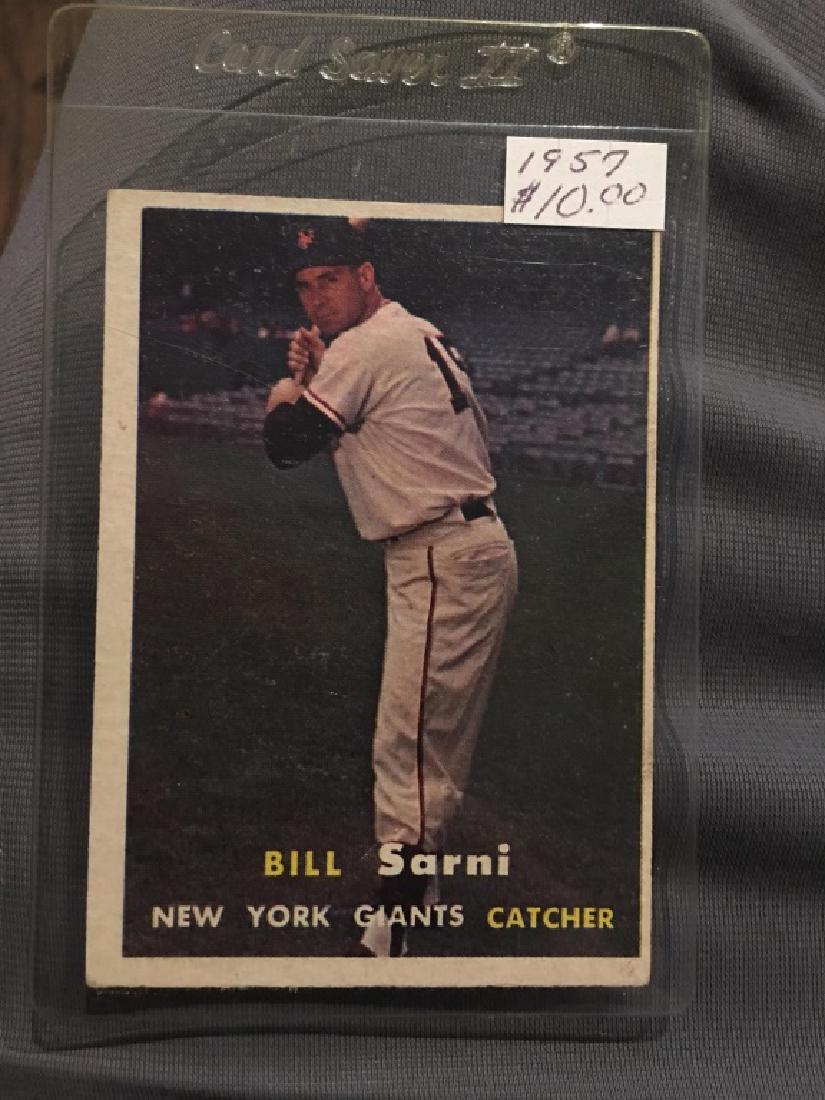 Card Saver II®
1957
$10.00
BILL Sarni
NEW YORK GIANTS CATCHER